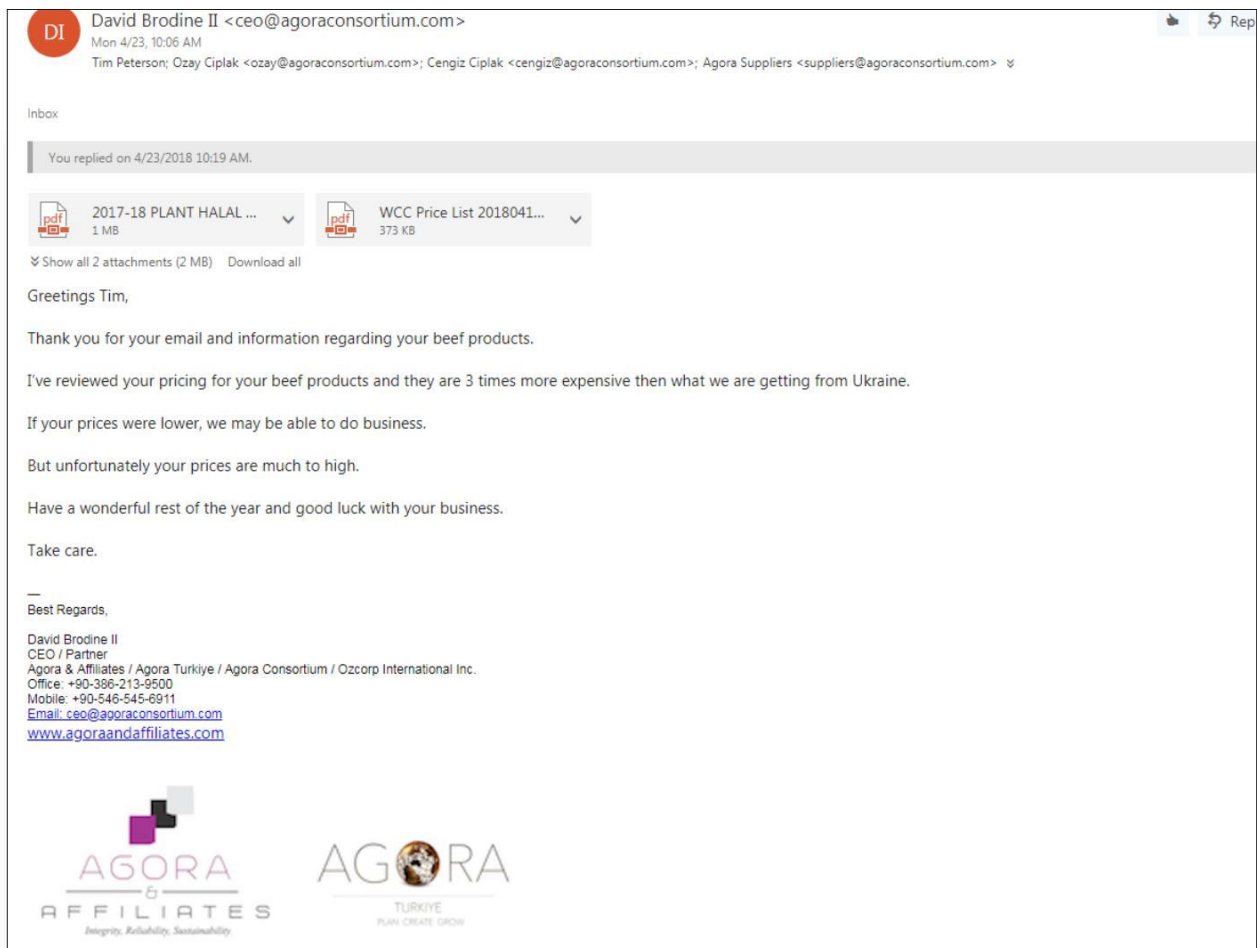 DI
David Brodine II <ceo@agoraconsortium.com>
Rep
Mon 4/23, 10:06 AM
Tim Peterson; Ozay Ciplak <ozay@agoraconsortium.com>; Cengiz Ciplak <cengiz@agoraconsortium.com>; Agora Suppliers <suppliers@agoraconsortium.com>
Inbox
You replied on 4/23/2018 10:19 AM.
pdf 2017-18 PLANT HALAL ...
1 MB
pdf WCC Price List 2018041...
373 KB
Show all 2 attachments (2 MB) Download all
Greetings Tim,
Thank you for your email and information regarding your beef products.
I've reviewed your pricing for your beef products and they are 3 times more expensive then what we are getting from Ukraine.
If your prices were lower, we may be able to do business.
But unfortunately your prices are much to high.
Have a wonderful rest of the year and good luck with your business.
Take care.
—
Best Regards,
David Brodine II
CEO / Partner
Agora & Affiliates / Agora Turkiye / Agora Consortium / Ozcorp International Inc.
Office: +90-386-213-9500
Mobile: +90-546-545-6911
Email: ceo@agoraconsortium.com
www.agoraandaffiliates.com
AGORA
&
AFFILIATES
Integrity, Reliability, Sustainability
AGORA
TURKIYE
PLAN CREATE GROW